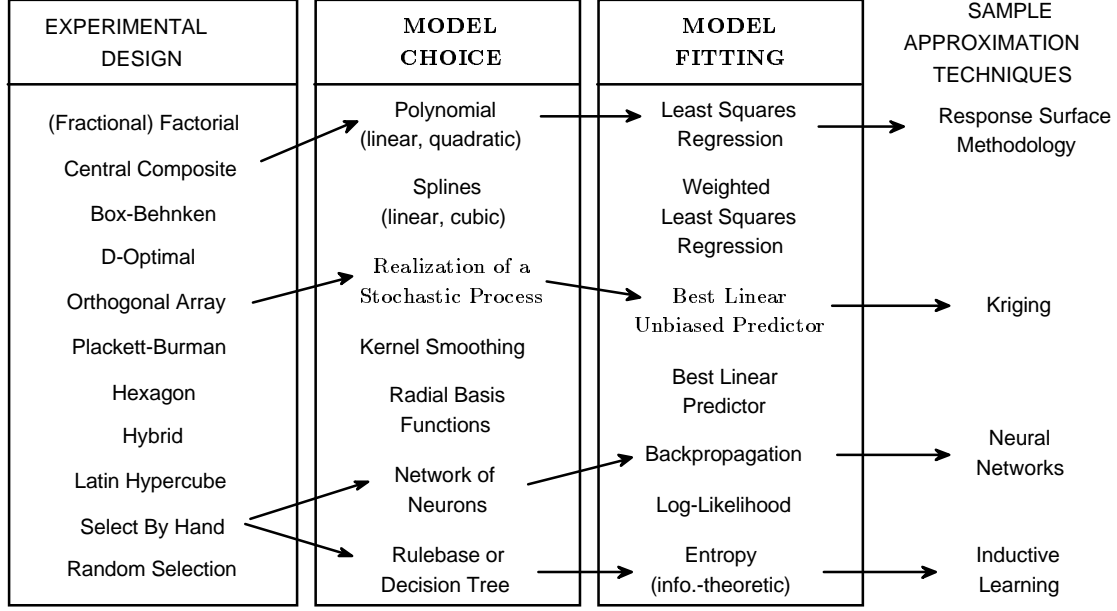 EXPERIMENTAL
DESIGN
(Fractional) Factorial
Central Composite
Box-Behnken
D-Optimal
Orthogonal Array
Plackett-Burman
Hexagon
Hybrid
Latin Hypercube
Select By Hand
Random Selection
MODEL
CHOICE
Polynomial
(linear, quadratic)
Splines
(linear, cubic)
Realization of a
Stochastic Process
Kernel Smoothing
Radial Basis
Functions
Network of
Neurons
Rulebase or
Decision Tree
MODEL
FITTING
Least Squares
Regression
Weighted
Least Squares
Regression
Best Linear
Unbiased Predictor
Best Linear
Predictor
Backpropagation
Log-Likelihood
Entropy
(info.-theoretic)
SAMPLE
APPROXIMATION
TECHNIQUES
Response Surface
Methodology
Kriging
Neural
Networks
Inductive
Learning